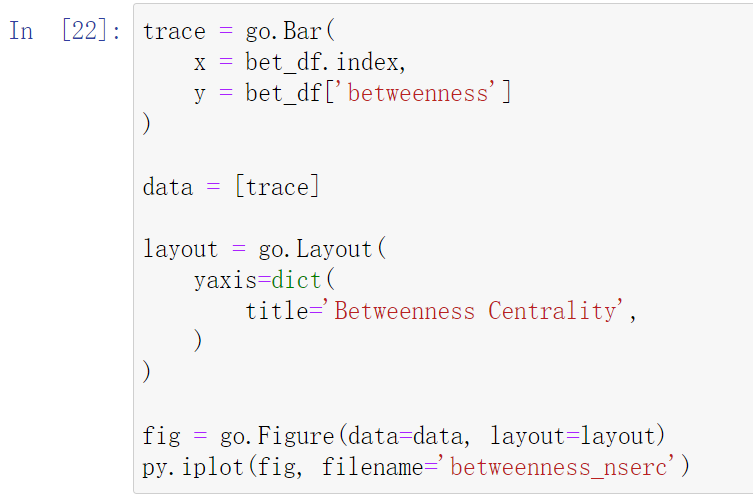 In [22]: trace = go.Bar(
    x = bet_df.index,
    y = bet_df['betweenness']
)
data = [trace]
layout = go.Layout(
    yaxis=dict(
        title='Betweenness Centrality',
    )
)
fig = go.Figure(data=data, layout=layout)
py.iplot(fig, filename='betweenness_nserc')